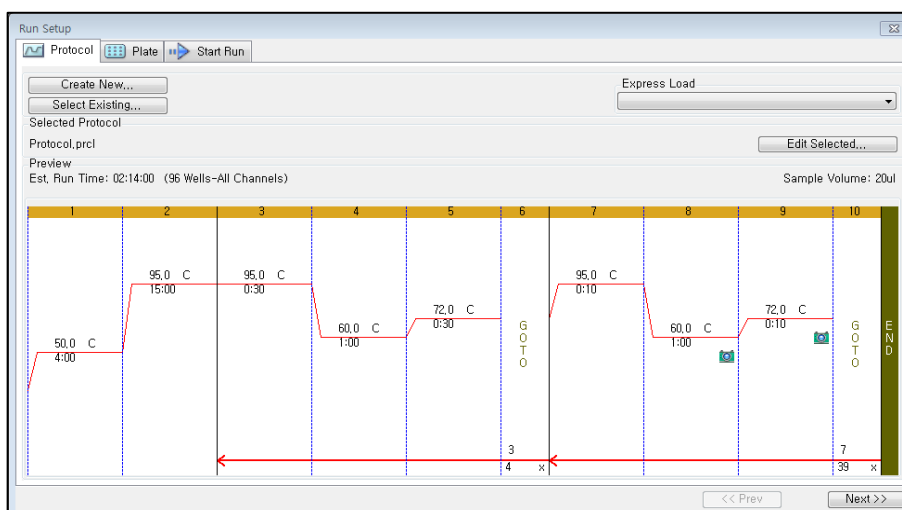 Run Setup
Protocol Plate Start Run
Create New...
Select Existing...
Express Load
Selected Protocol
Protocol.prcl
Edit Selected...
Preview
Est. Run Time: 02:14:00 (96 Wells-All Channels)
Sample Volume: 20ul
1 2 3 4 5 6 7 8 9 10
50.0 C
4:00
95.0 C
15:00
95.0 C
0:30
60.0 C
1:00
72.0 C
0:30
GOTO
3
4 x
95.0 C
0:10
60.0 C
1:00
72.0 C
0:10
GOTO
7
39 x
END
<< Prev
Next >>